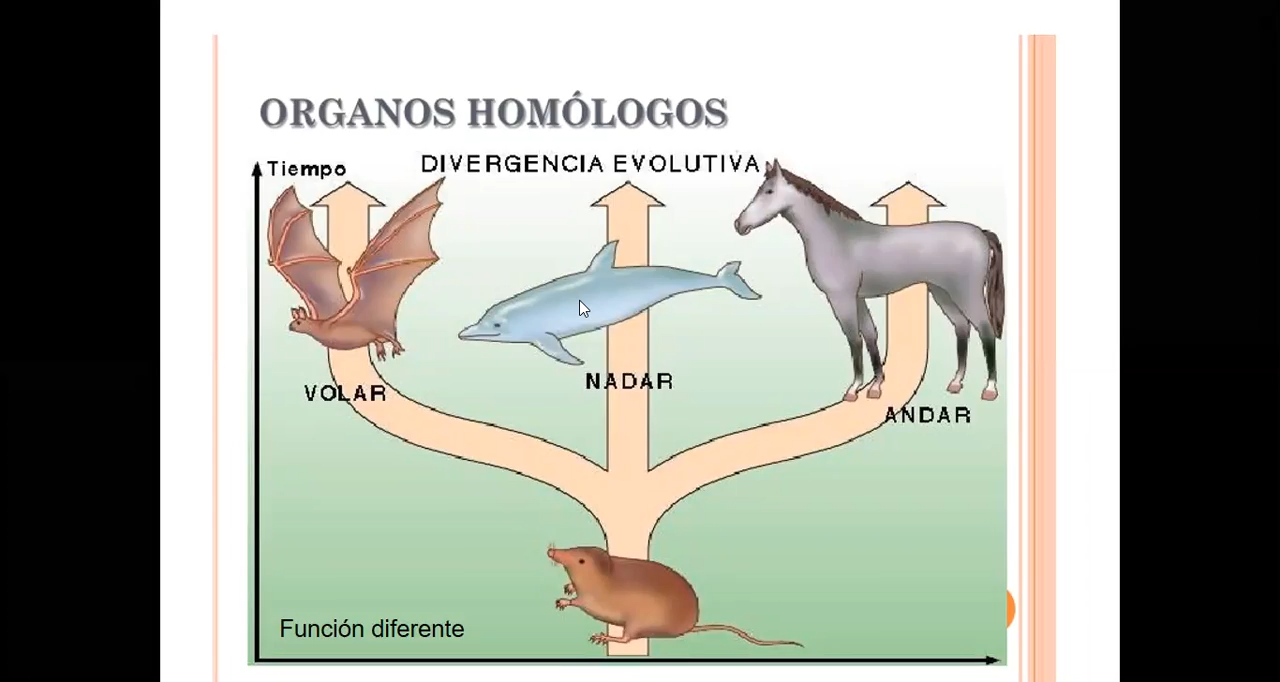 ORGANOS HOMÓLOGOS
Tiempo
DIVERGENCIA EVOLUTIVA
VOLAR
NADAR
ANDAR
Función diferente